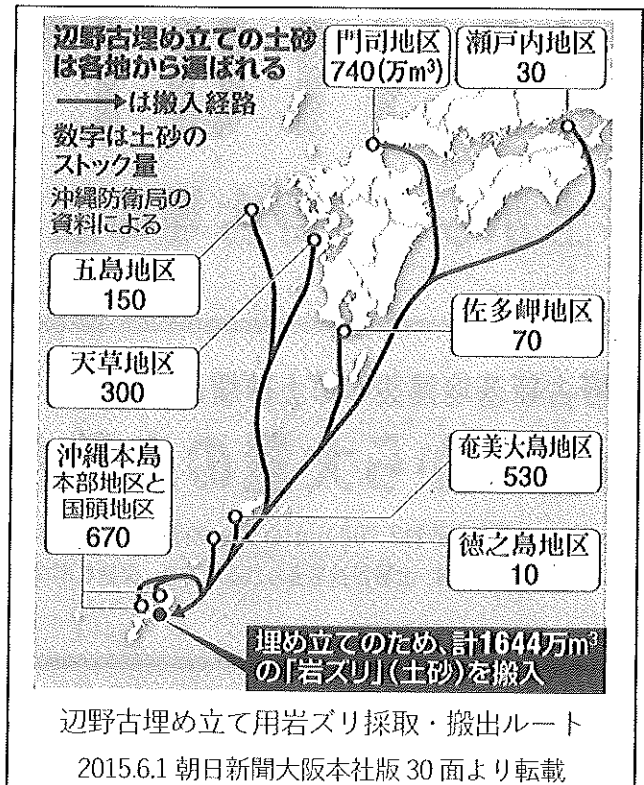 辺野古埋め立ての土砂
は各地から運ばれる
→は搬入経路
数字は土砂の
ストック量
沖縄防衛局の
資料による
門司地区
740(万m³)
瀬戸内地区
30
五島地区
150
天草地区
300
佐多岬地区
70
沖縄本島
本部地区と
国頭地区
670
奄美大島地区
530
徳之島地区
10
埋め立てのため、計1644万m³
の「岩ズリ」(土砂)を搬入
辺野古埋め立て用岩ズリ採取・搬出ルート
2015.6.1 朝日新聞大阪本社版 30 面より転載